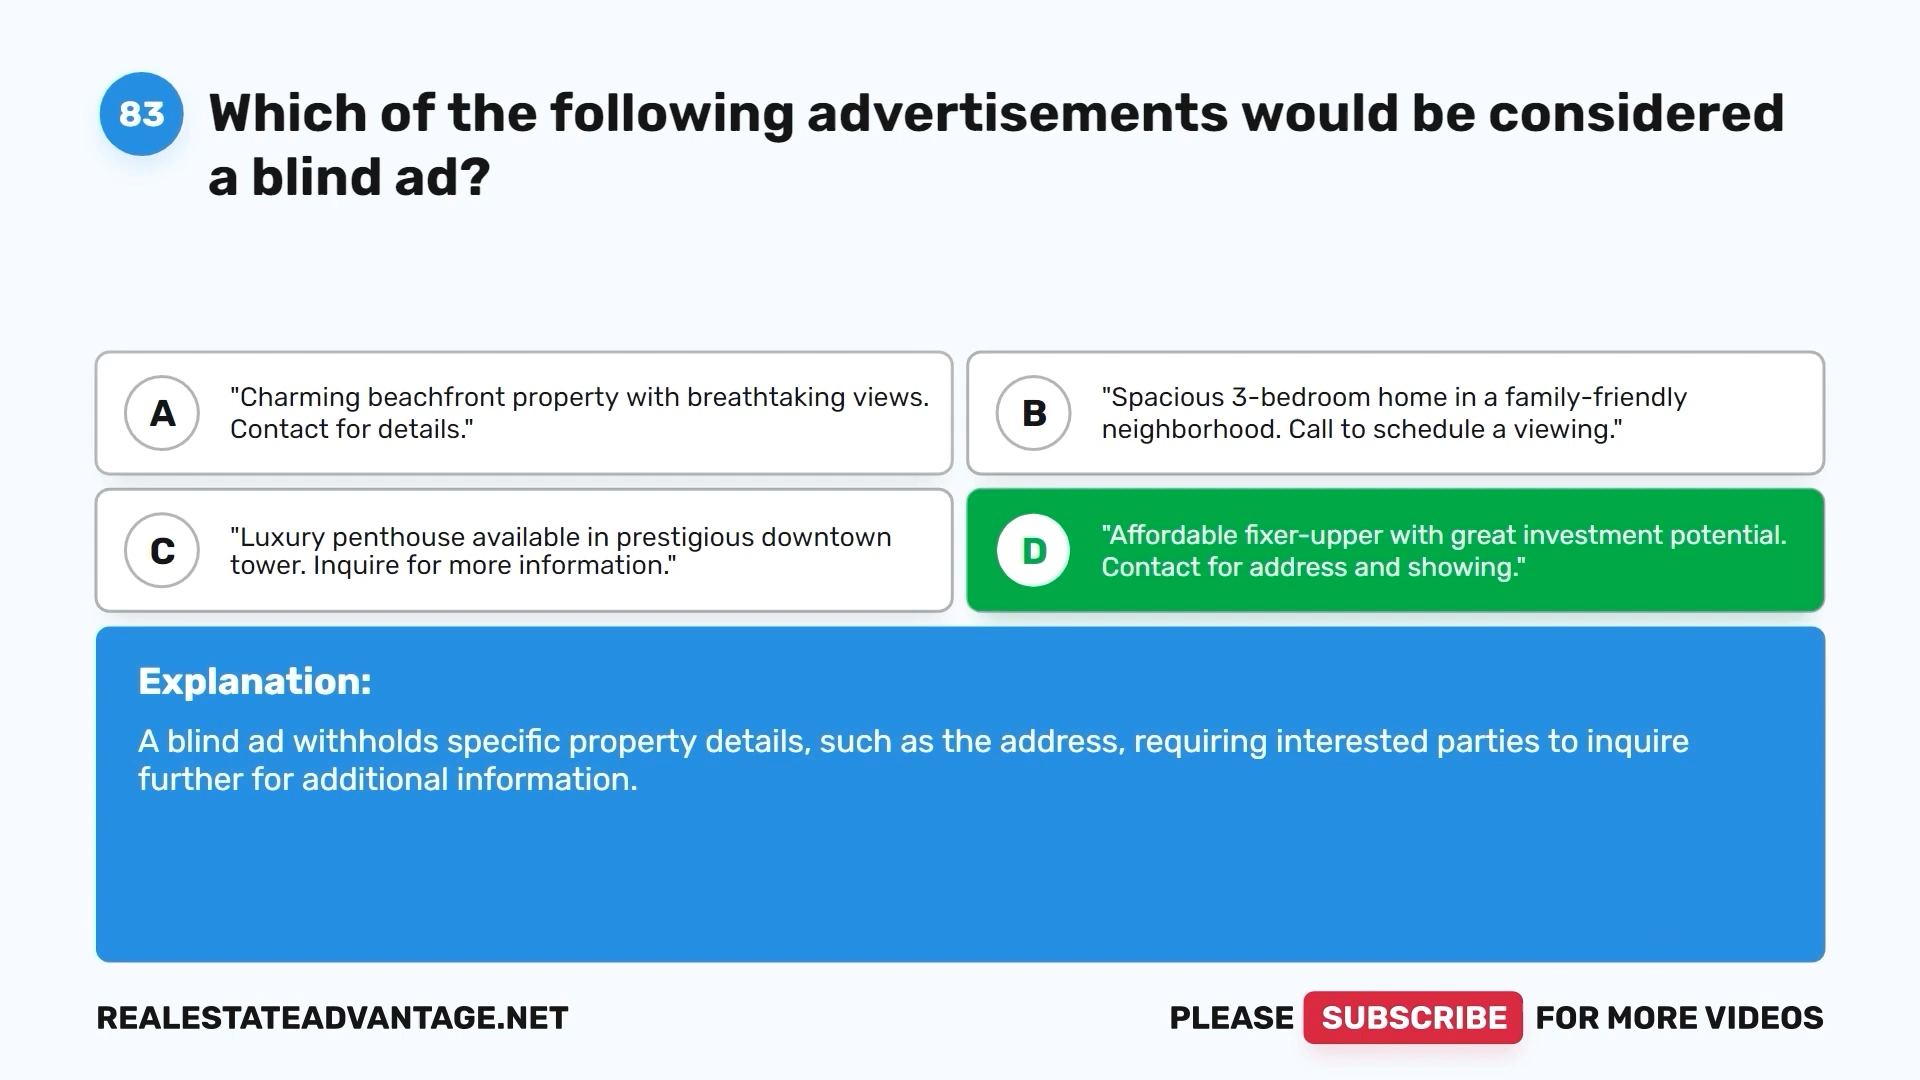 83
Which of the following advertisements would be considered
a blind ad?
A
"Charming beachfront property with breathtaking views.
Contact for details."
B
"Spacious 3-bedroom home in a family-friendly
neighborhood. Call to schedule a viewing."
C
"Luxury penthouse available in prestigious downtown
tower. Inquire for more information."
D
"Affordable fixer-upper with great investment potential.
Contact for address and showing."
Explanation:
A blind ad withholds specific property details, such as the address, requiring interested parties to inquire
further for additional information.
REALESTATEADVANTAGE.NET
PLEASE SUBSCRIBE FOR MORE VIDEOS